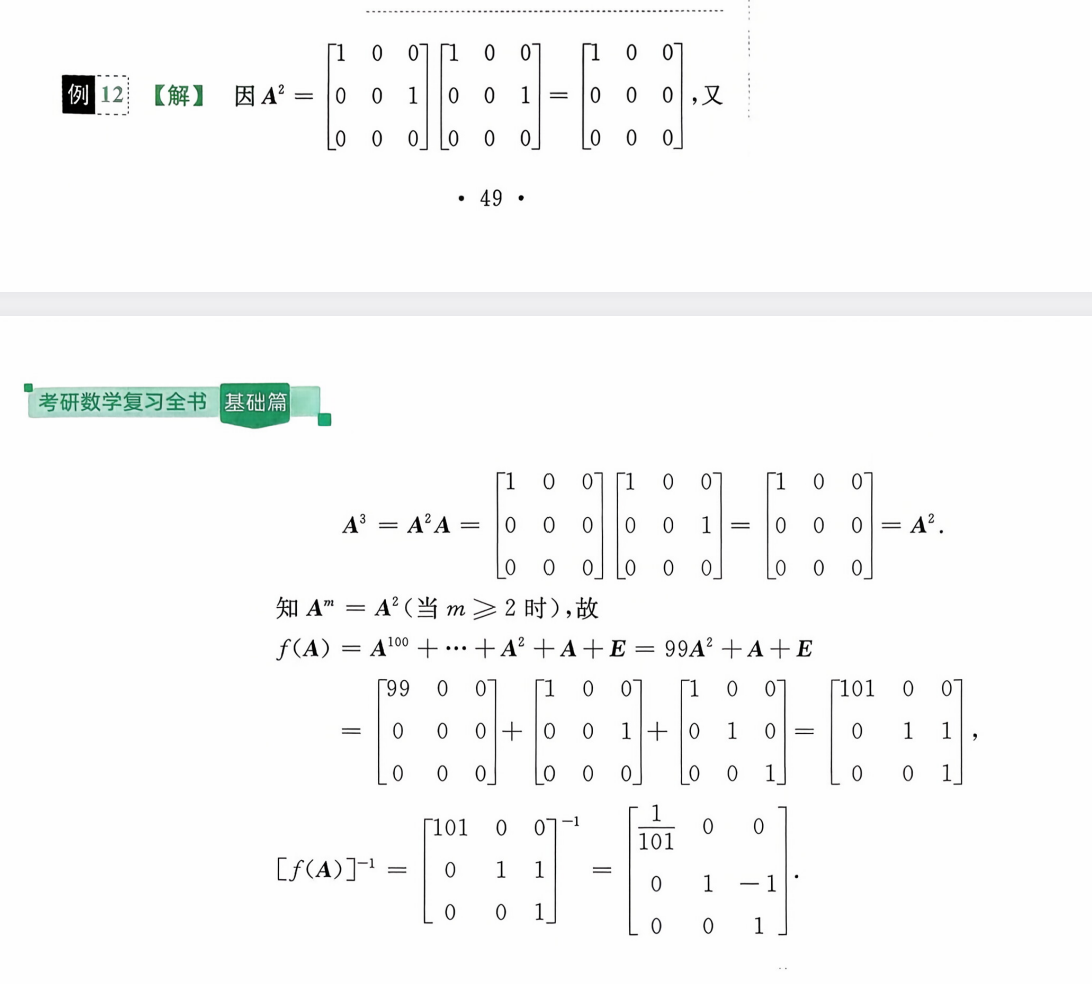 例 12 【解】 因 A² = [1 0 0; 0 0 1; 0 0 0] [1 0 0; 0 0 1; 0 0 0] = [1 0 0; 0 0 0; 0 0 0] ,又
· 49 ·
考研数学复习全书 基础篇
A³ = A²A = [1 0 0; 0 0 0; 0 0 0] [1 0 0; 0 0 1; 0 0 0] = [1 0 0; 0 0 0; 0 0 0] = A².
知 Aᵐ = A²(当 m ⩾ 2 时),故
f(A) = A¹⁰⁰ + ⋯ + A² + A + E = 99A² + A + E
= [99 0 0; 0 0 0; 0 0 0] + [1 0 0; 0 0 1; 0 0 0] + [1 0 0; 0 1 0; 0 0 1] = [101 0 0; 0 1 1; 0 0 1] ,
[f(A)]⁻¹ = [101 0 0; 0 1 1; 0 0 1]⁻¹ = [1/101 0 0; 0 1 −1; 0 0 1] .